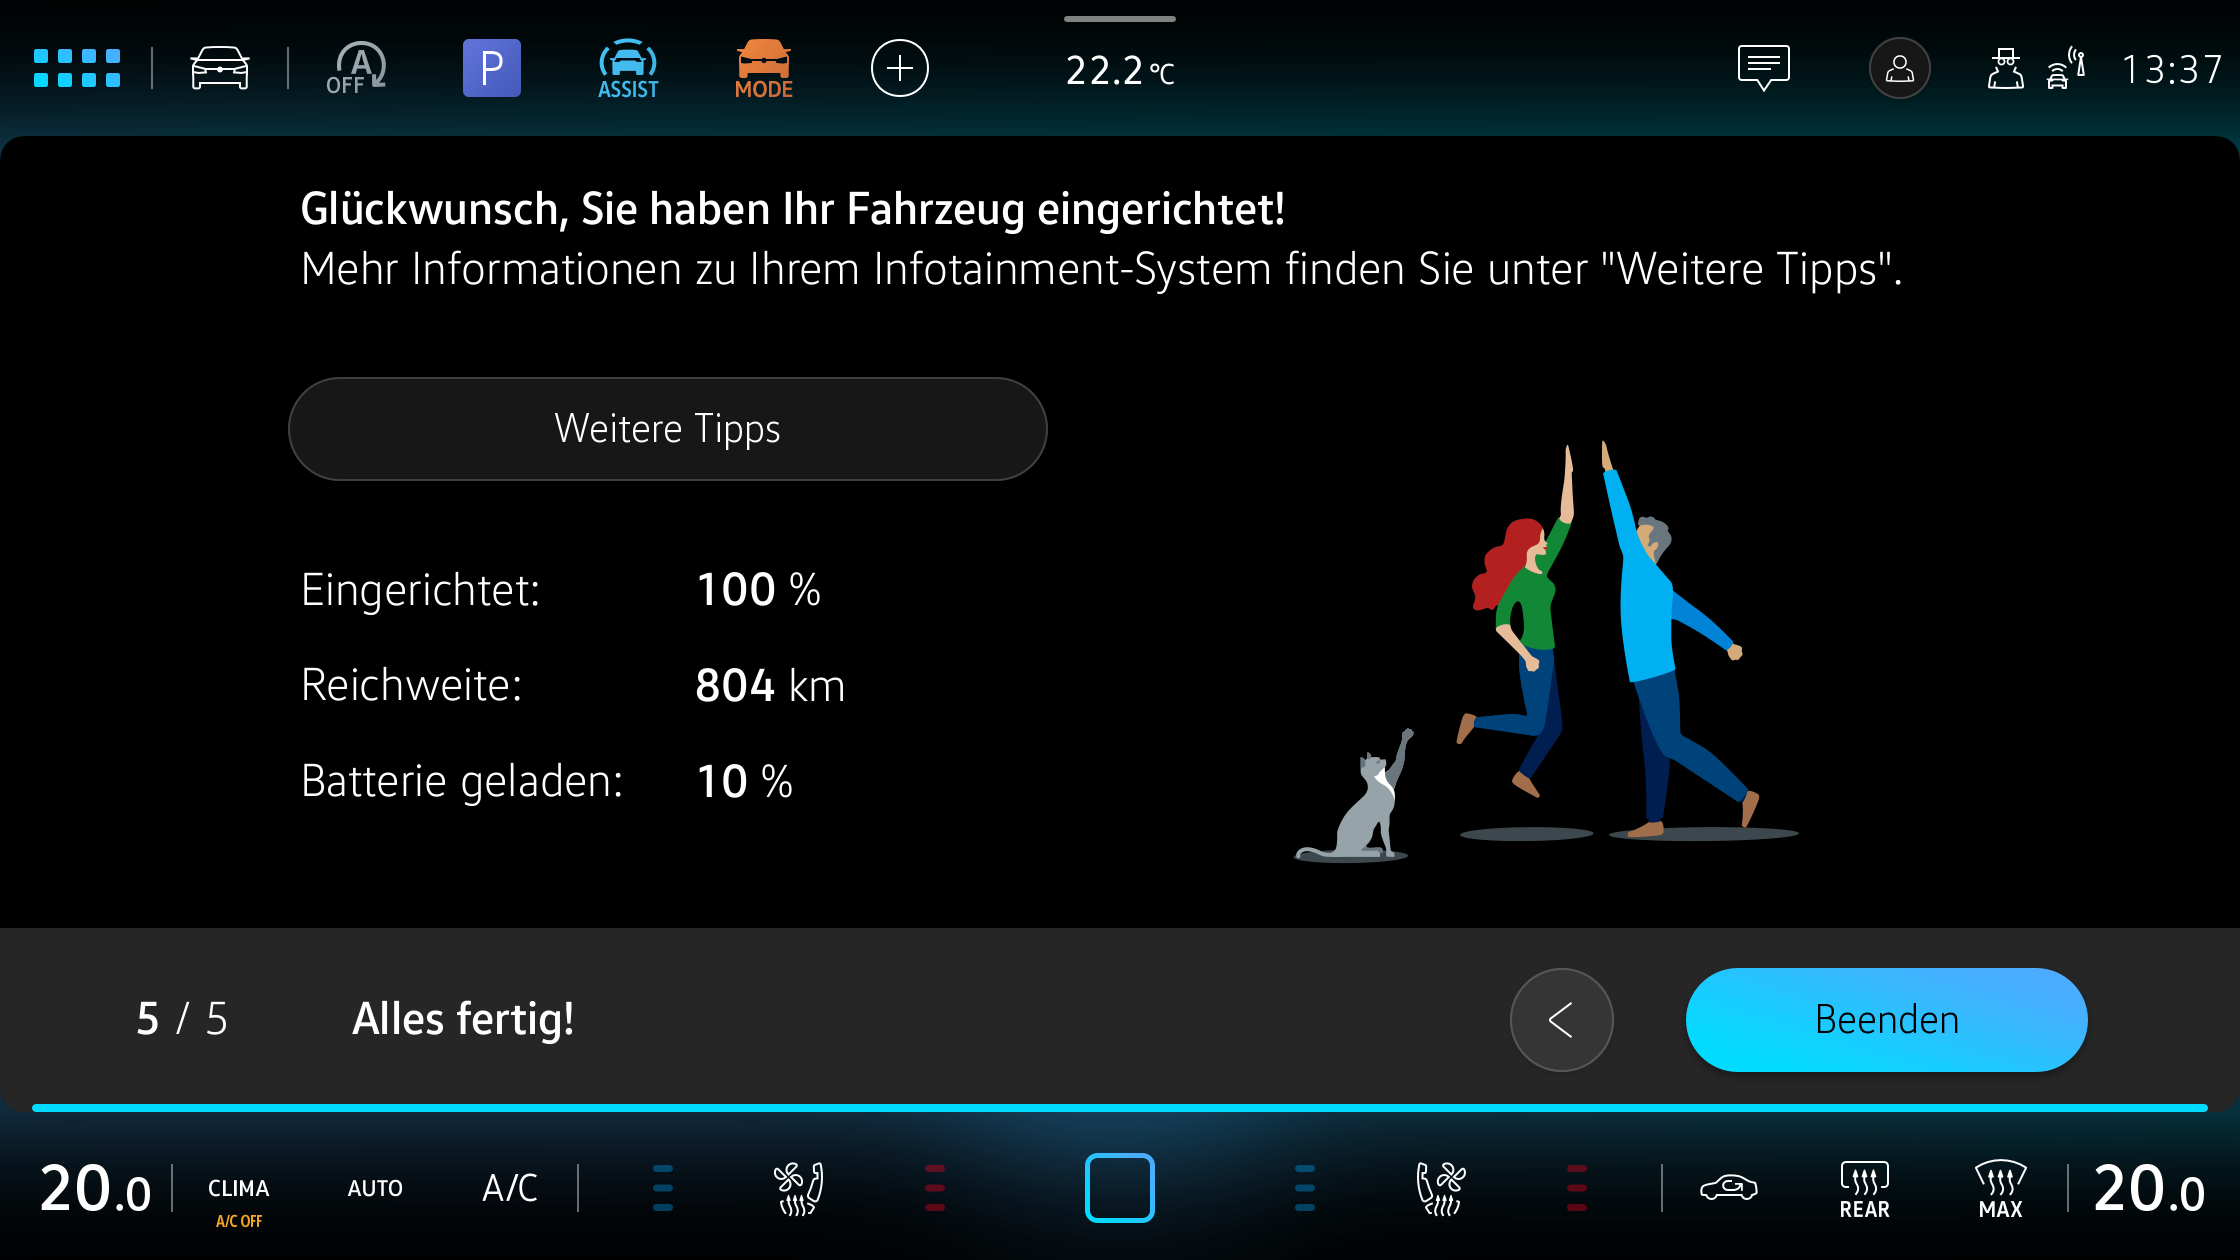 A
OFF
P
ASSIST
MODE
22.2 °C
13:37
Glückwunsch, Sie haben Ihr Fahrzeug eingerichtet!
Mehr Informationen zu Ihrem Infotainment-System finden Sie unter "Weitere Tipps".
Weitere Tipps
Eingerichtet: 100 %
Reichweite: 804 km
Batterie geladen: 10 %
5 / 5 Alles fertig!
Beenden
20.0
CLIMA
A/C OFF
AUTO
A/C
REAR
MAX
20.0